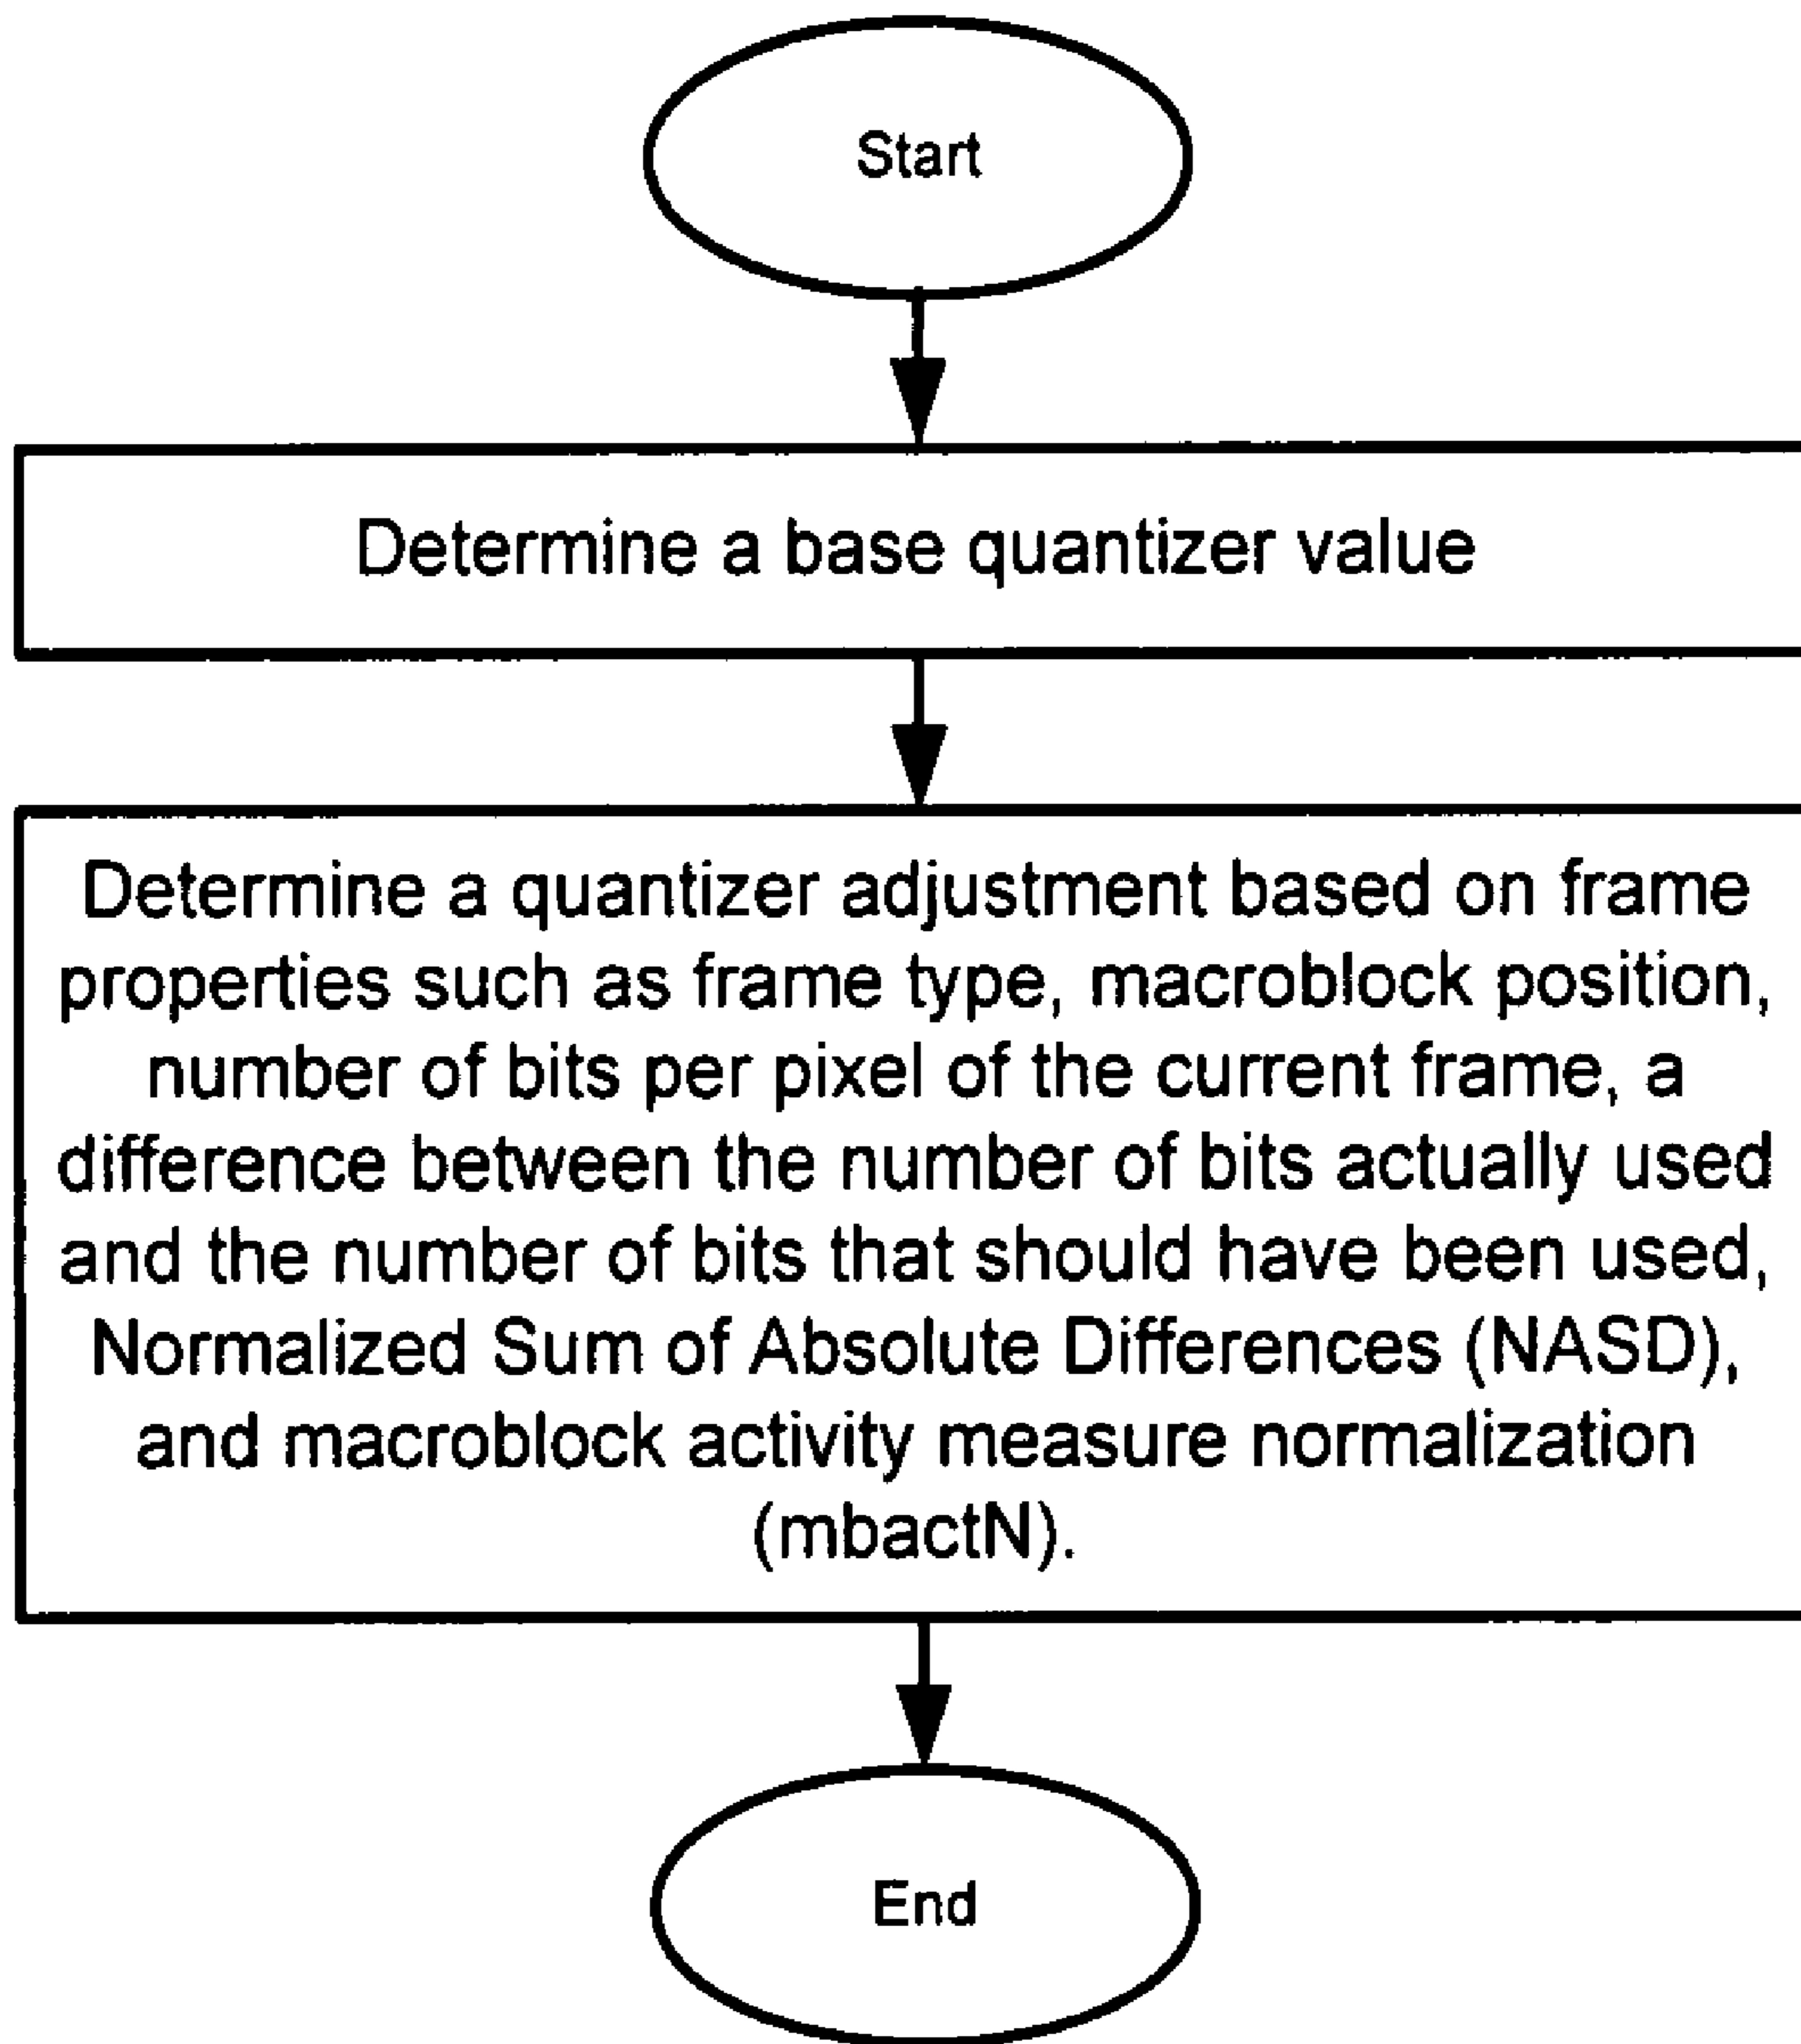 Start
Determine a base quantizer value
Determine a quantizer adjustment based on frame
properties such as frame type, macroblock position,
number of bits per pixel of the current frame, a
difference between the number of bits actually used
and the number of bits that should have been used,
Normalized Sum of Absolute Differences (NASD),
and macroblock activity measure normalization
(mbactN).
End